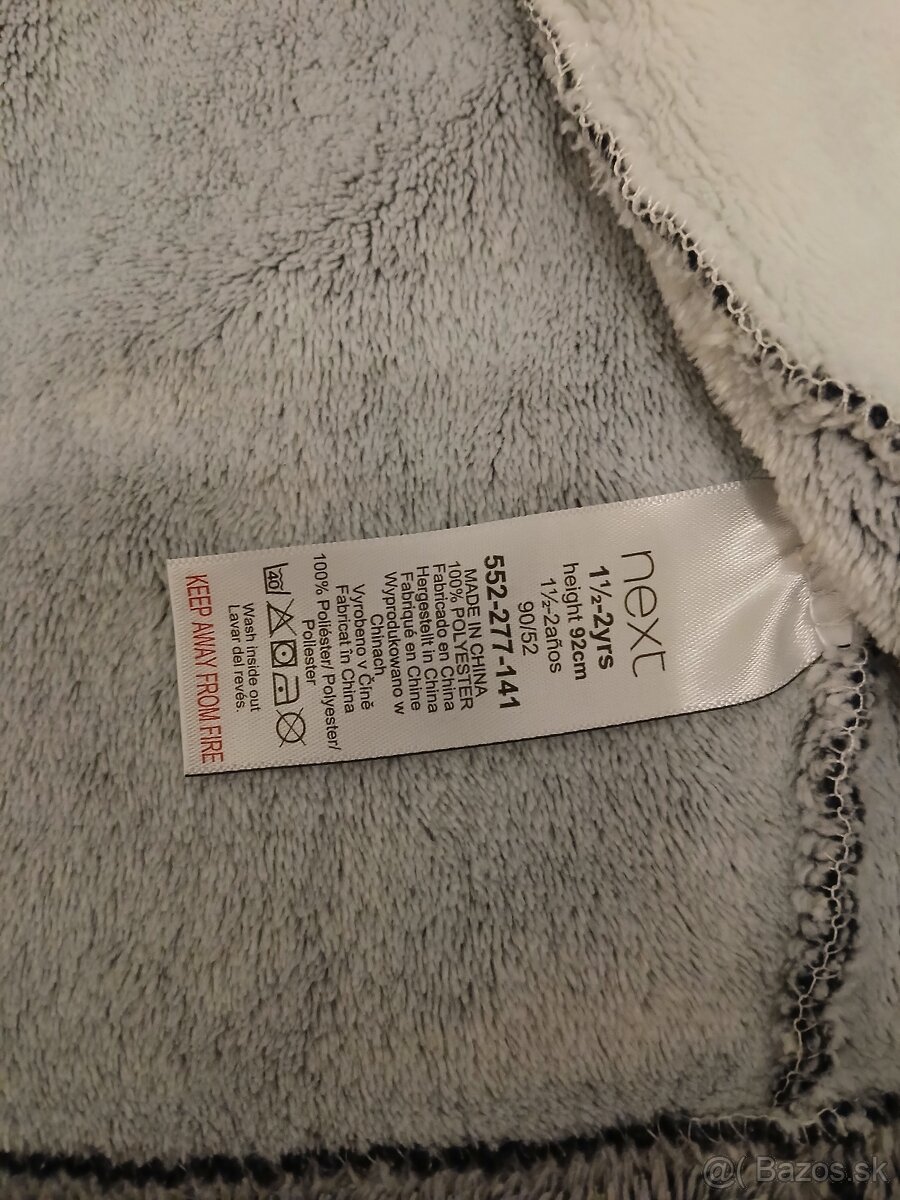 next
1½-2yrs
height 92cm
1½-2años
90/52
552-277-141
MADE IN CHINA
100% POLYESTER
Fabricado en China
Hergestellt in China
Fabriqué en Chine
Wyprodukowano w
Chinach
Vyrobeno v Číně
Fabricat în China
100% Poliéster/ Polyester/
Poliester
40
Wash inside out
Lavar del revés.
KEEP AWAY FROM FIRE
@( Bazos.sk